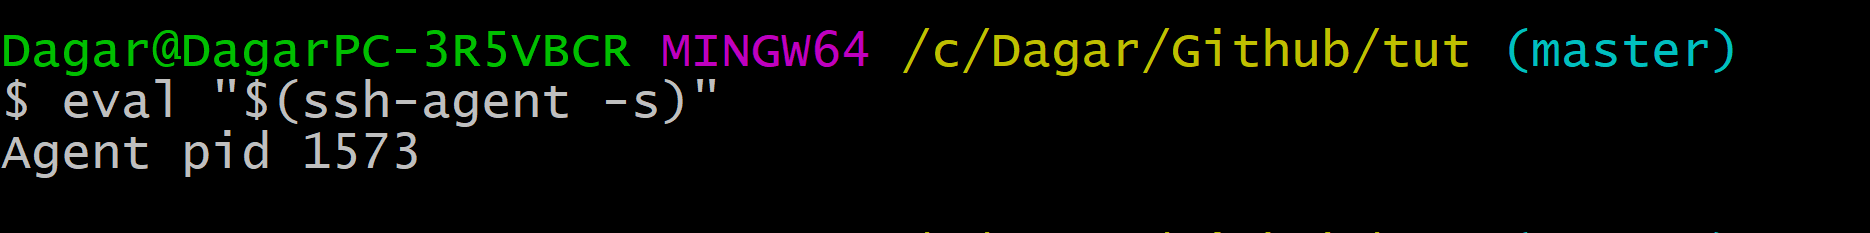 Dagar@DagarPC-3R5VBCR MINGW64 /c/Dagar/Github/tut (master)
$ eval "$(ssh-agent -s)"
Agent pid 1573